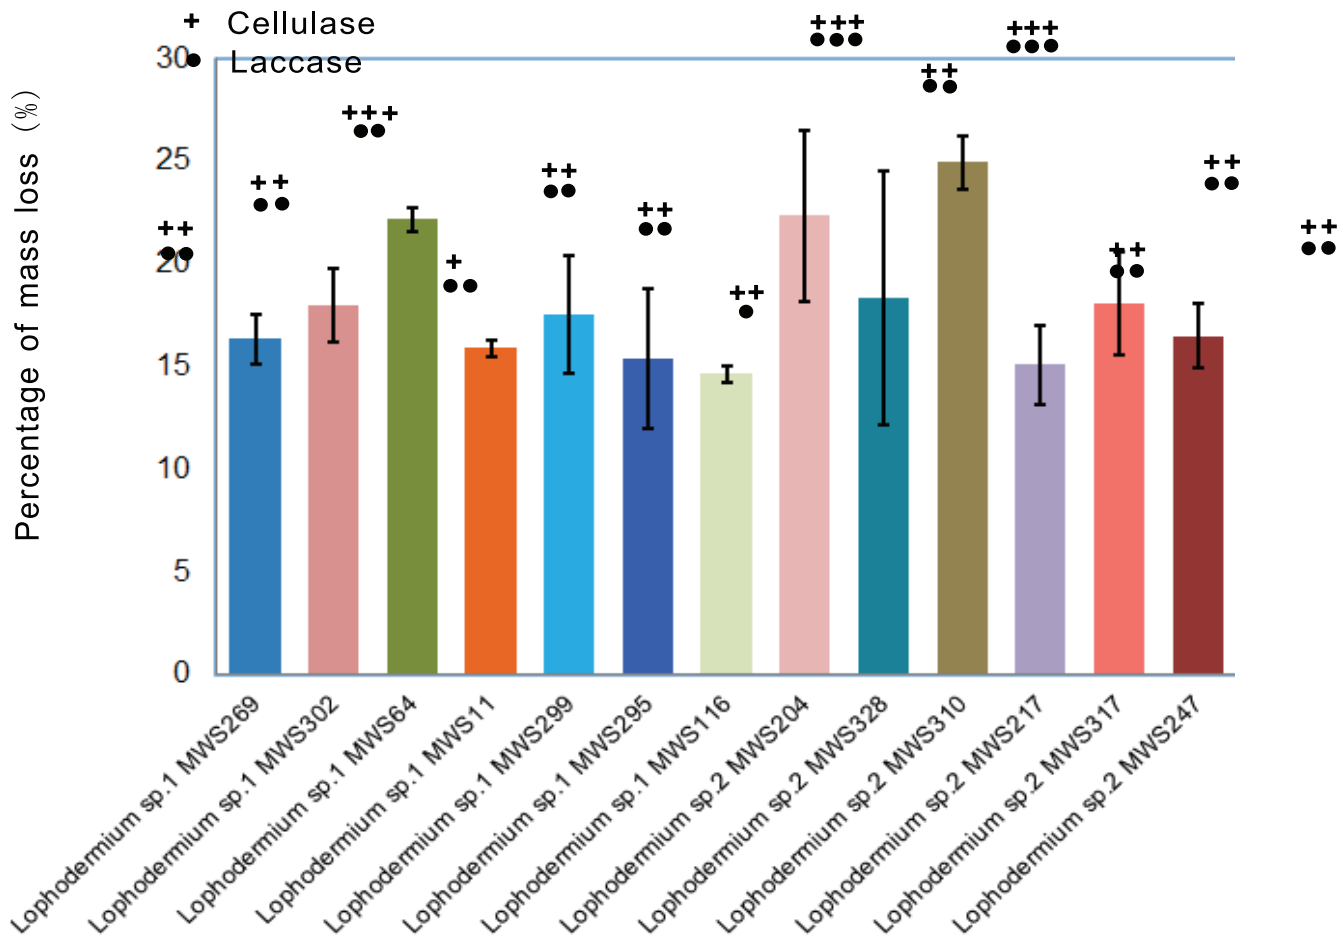 + Cellulase
● Laccase
Percentage of mass loss (%)
30
25
20
15
10
5
0
+++
●●●
+++
●●●
++
●●
+++
●●
++
●●
++
●●
++
●●
++
●●
++
●●
++
●●
++
●●
+
●●
++
●
Lophodermium sp.1 MWS269
Lophodermium sp.1 MWS302
Lophodermium sp.1 MWS64
Lophodermium sp.1 MWS11
Lophodermium sp.1 MWS299
Lophodermium sp.1 MWS295
Lophodermium sp.1 MWS116
Lophodermium sp.2 MWS204
Lophodermium sp.2 MWS328
Lophodermium sp.2 MWS310
Lophodermium sp.2 MWS217
Lophodermium sp.2 MWS317
Lophodermium sp.2 MWS247